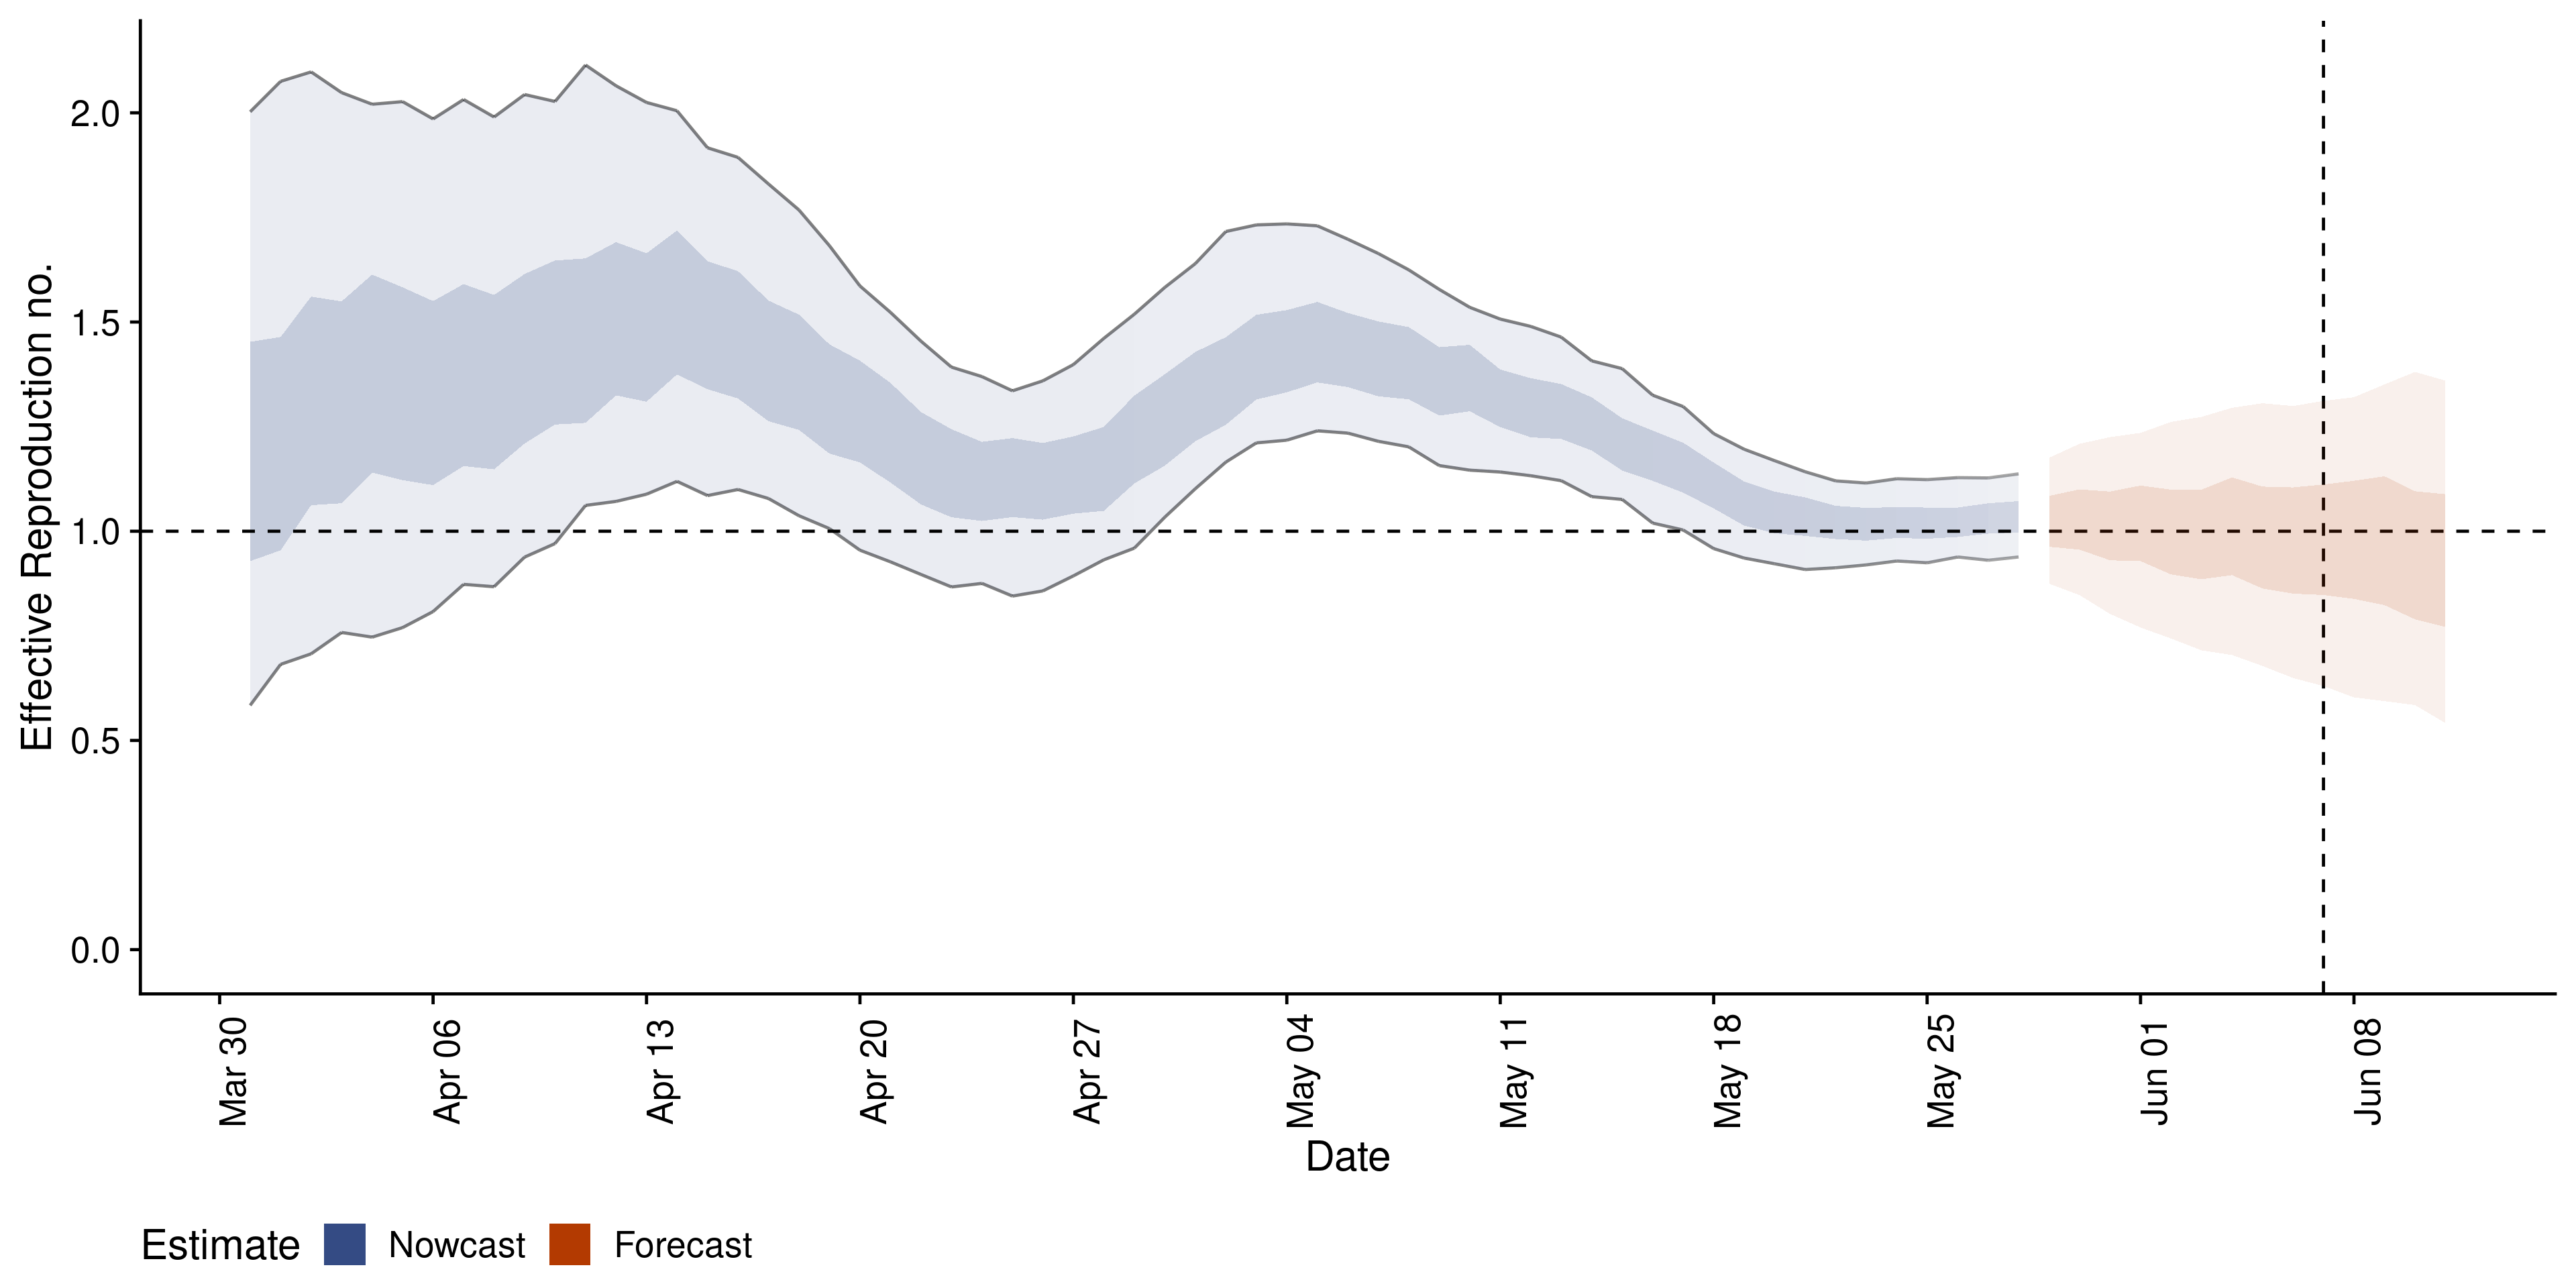 Effective Reproduction no.
2.0
1.5
1.0
0.5
0.0
Mar 30
Apr 06
Apr 13
Apr 20
Apr 27
May 04
May 11
May 18
May 25
Jun 01
Jun 08
Date
Estimate Nowcast Forecast